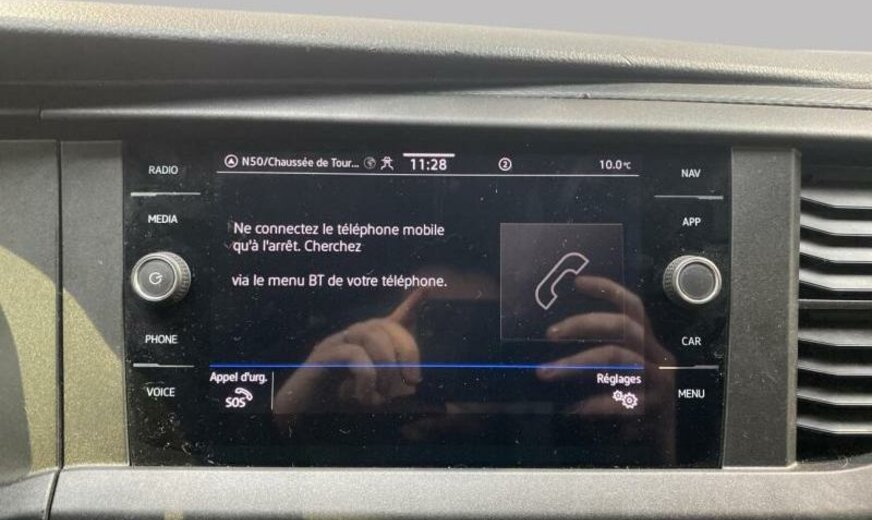 N50/Chaussée de Tour... 11:28 2 10.0°C
RADIO
NAV
MEDIA
APP
Ne connectez le téléphone mobile
qu'à l'arrêt. Cherchez
via le menu BT de votre téléphone.
PHONE
CAR
Appel d'urg.
Réglages
VOICE
SOS
MENU